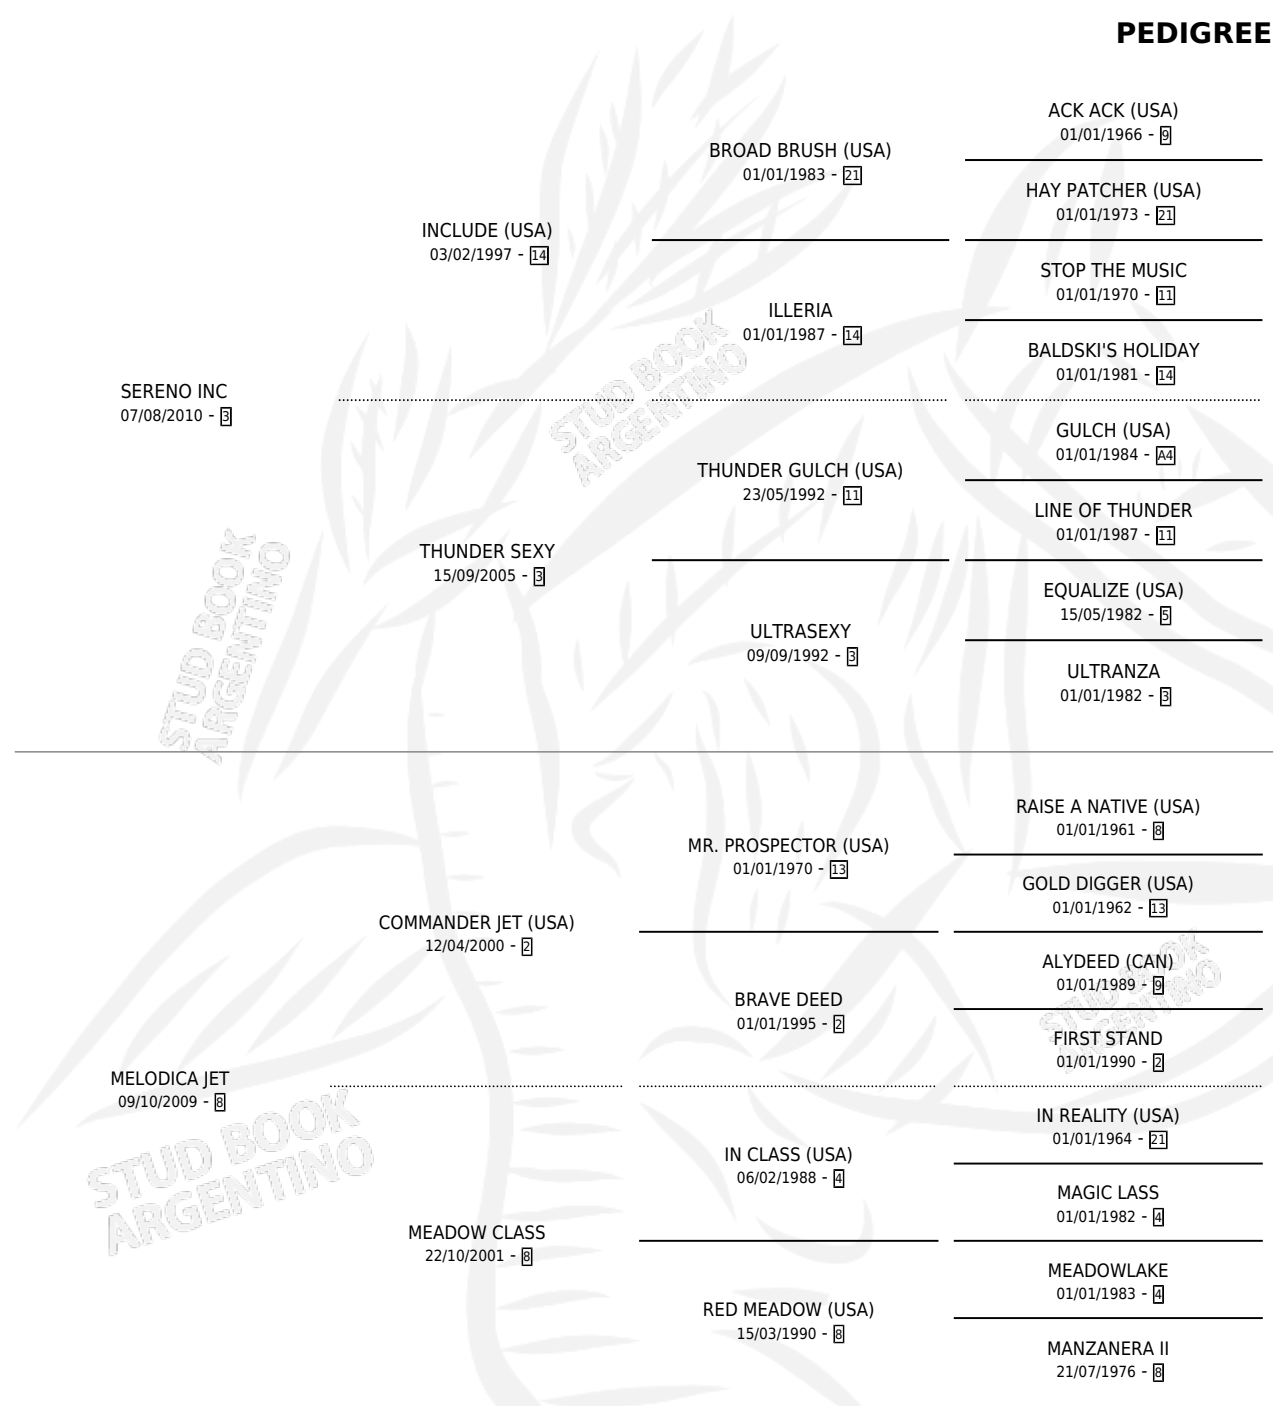 PEDIGREE
ACK ACK (USA)
01/01/1966 - 9
BROAD BRUSH (USA)
01/01/1983 - 21
HAY PATCHER (USA)
01/01/1973 - 21
INCLUDE (USA)
03/02/1997 - 14
STOP THE MUSIC
01/01/1970 - 11
ILLERIA
01/01/1987 - 14
BALDSKI'S HOLIDAY
01/01/1981 - 14
SERENO INC
07/08/2010 - 3
GULCH (USA)
01/01/1984 - A4
THUNDER GULCH (USA)
23/05/1992 - 11
LINE OF THUNDER
01/01/1987 - 11
THUNDER SEXY
15/09/2005 - 3
EQUALIZE (USA)
15/05/1982 - 5
ULTRASEXY
09/09/1992 - 3
ULTRANZA
01/01/1982 - 3
RAISE A NATIVE (USA)
01/01/1961 - 8
MR. PROSPECTOR (USA)
01/01/1970 - 13
GOLD DIGGER (USA)
01/01/1962 - 13
COMMANDER JET (USA)
12/04/2000 - 2
ALYDEED (CAN)
01/01/1989 - 9
BRAVE DEED
01/01/1995 - 2
FIRST STAND
01/01/1990 - 2
MELODICA JET
09/10/2009 - 8
IN REALITY (USA)
01/01/1964 - 21
IN CLASS (USA)
06/02/1988 - 4
MAGIC LASS
01/01/1982 - 4
MEADOW CLASS
22/10/2001 - 8
MEADOWLAKE
01/01/1983 - 4
RED MEADOW (USA)
15/03/1990 - 8
MANZANERA II
21/07/1976 - 8
STUD BOOK
ARGENTINO
STUD BOOK
ARGENTINO
STUD BOOK
ARGENTINO
STUD BOOK
ARGENTINO